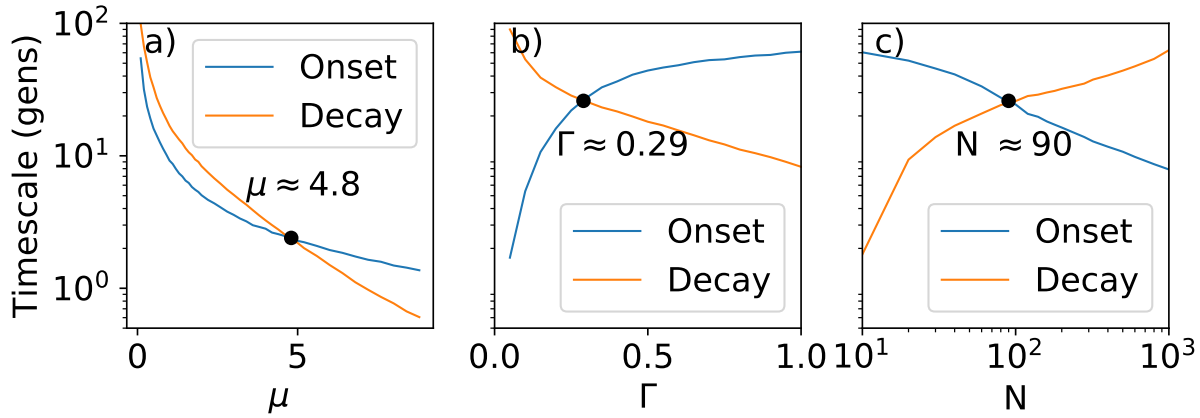 Timescale (gens)
10²
10¹
10⁰
a)
Onset
Decay
μ ≈ 4.8
0
5
μ
b)
Γ ≈ 0.29
Onset
Decay
0.0
0.5
1.0
Γ
c)
N ≈ 90
Onset
Decay
10¹
10²
10³
N